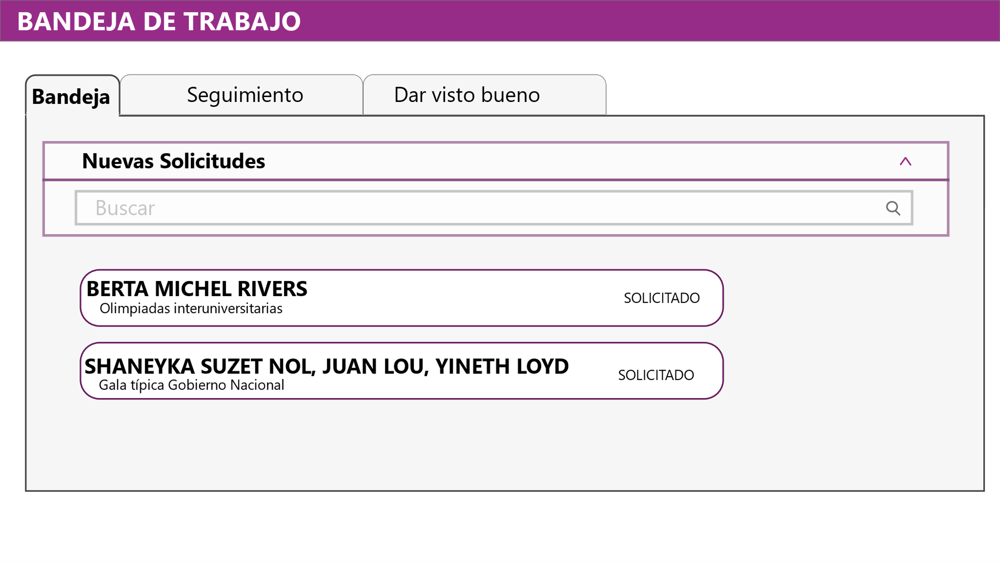 BANDEJA DE TRABAJO
Bandeja
Seguimiento
Dar visto bueno
Nuevas Solicitudes
Buscar
BERTA MICHEL RIVERS
Olimpiadas interuniversitarias
SOLICITADO
SHANEYKA SUZET NOL, JUAN LOU, YINETH LOYD
Gala típica Gobierno Nacional
SOLICITADO